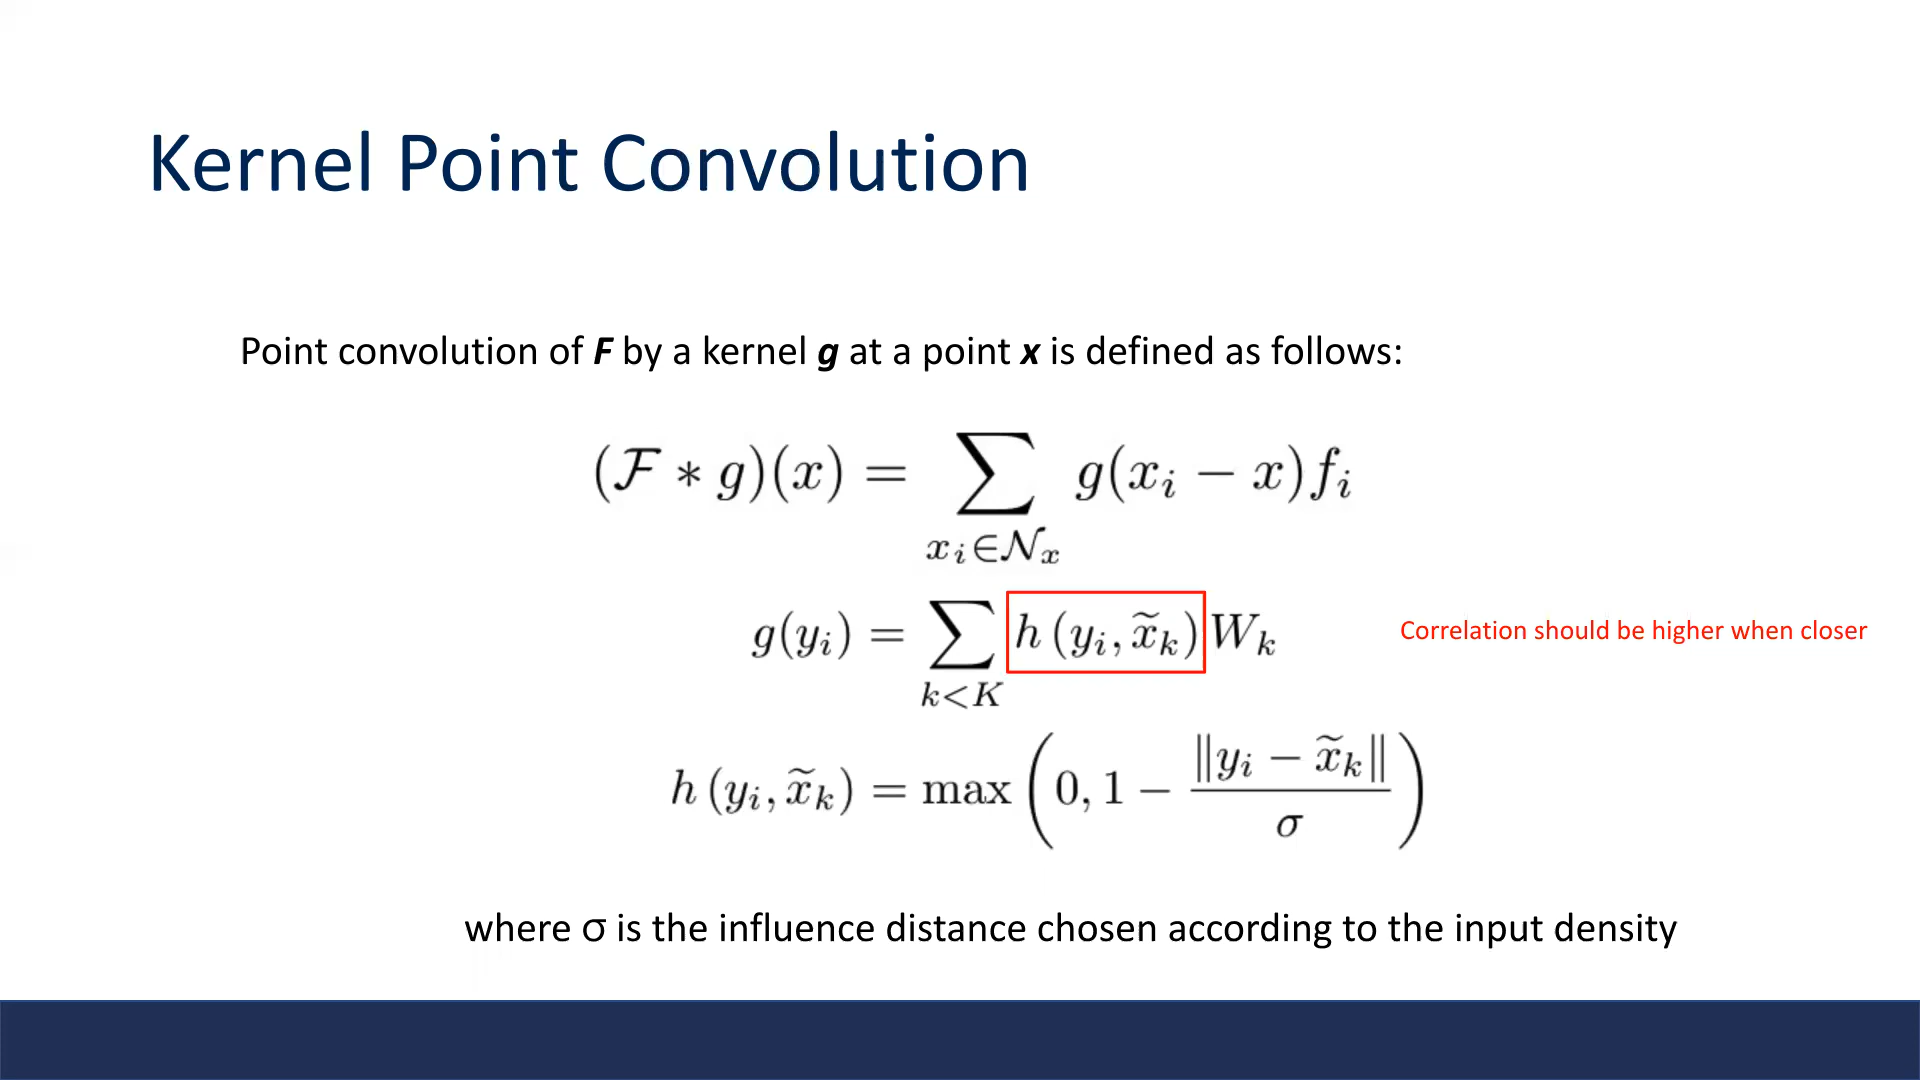 Kernel Point Convolution
Point convolution of F by a kernel g at a point x is defined as follows:
(ℱ ∗ g)(x) = ∑_{x_i∈𝒩_x} g(x_i − x)f_i
g(y_i) = ∑_{k<K} h (y_i, x̃_k) W_k
Correlation should be higher when closer
h (y_i, x̃_k) = max (0, 1 − ‖y_i − x̃_k‖ / σ)
where σ is the influence distance chosen according to the input density